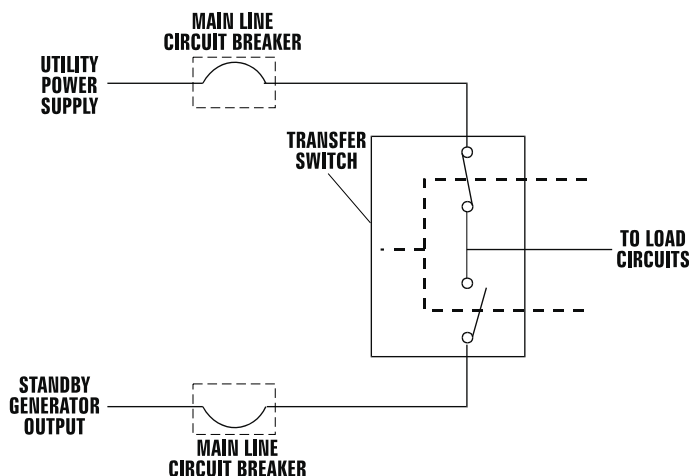 MAIN LINE
CIRCUIT BREAKER
UTILITY
POWER
SUPPLY
TRANSFER
SWITCH
TO LOAD
CIRCUITS
STANDBY
GENERATOR
OUTPUT
MAIN LINE
CIRCUIT BREAKER